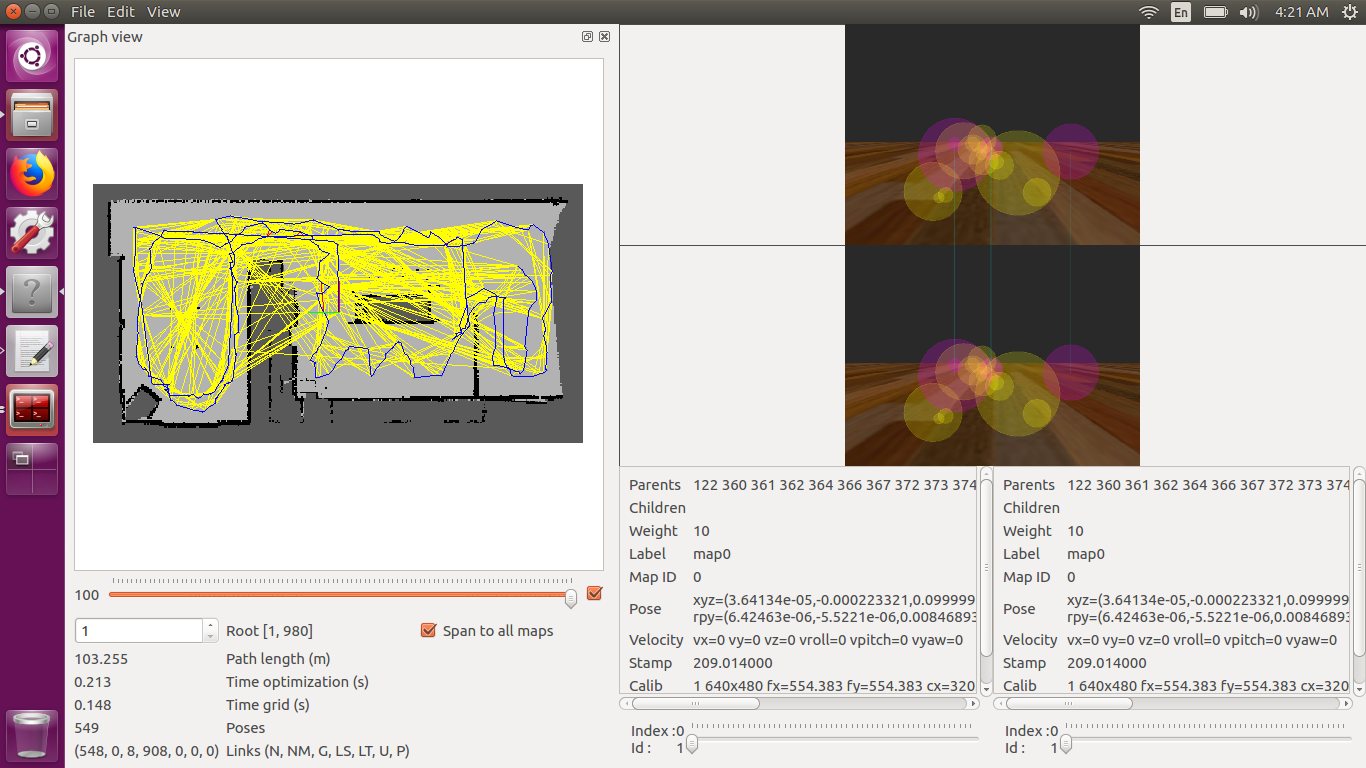 File Edit View
En
4:21 AM
Graph view
100
1
Root [1, 980]
Span to all maps
103.255 Path length (m)
0.213 Time optimization (s)
0.148 Time grid (s)
549 Poses
(548, 0, 8, 908, 0, 0, 0) Links (N, NM, G, LS, LT, U, P)
Parents 122 360 361 362 364 366 367 372 373 374
Children
Weight 10
Label map0
Map ID 0
Pose xyz=(3.64134e-05,-0.000223321,0.099999
rpy=(6.42463e-06,-5.5221e-06,0.00846893
Velocity vx=0 vy=0 vz=0 vroll=0 vpitch=0 vyaw=0
Stamp 209.014000
Calib 1 640x480 fx=554.383 fy=554.383 cx=320
Index :0
Id : 1
Parents 122 360 361 362 364 366 367 372 373 374
Children
Weight 10
Label map0
Map ID 0
Pose xyz=(3.64134e-05,-0.000223321,0.099999
rpy=(6.42463e-06,-5.5221e-06,0.00846893
Velocity vx=0 vy=0 vz=0 vroll=0 vpitch=0 vyaw=0
Stamp 209.014000
Calib 1 640x480 fx=554.383 fy=554.383 cx=320
Index :0
Id : 1